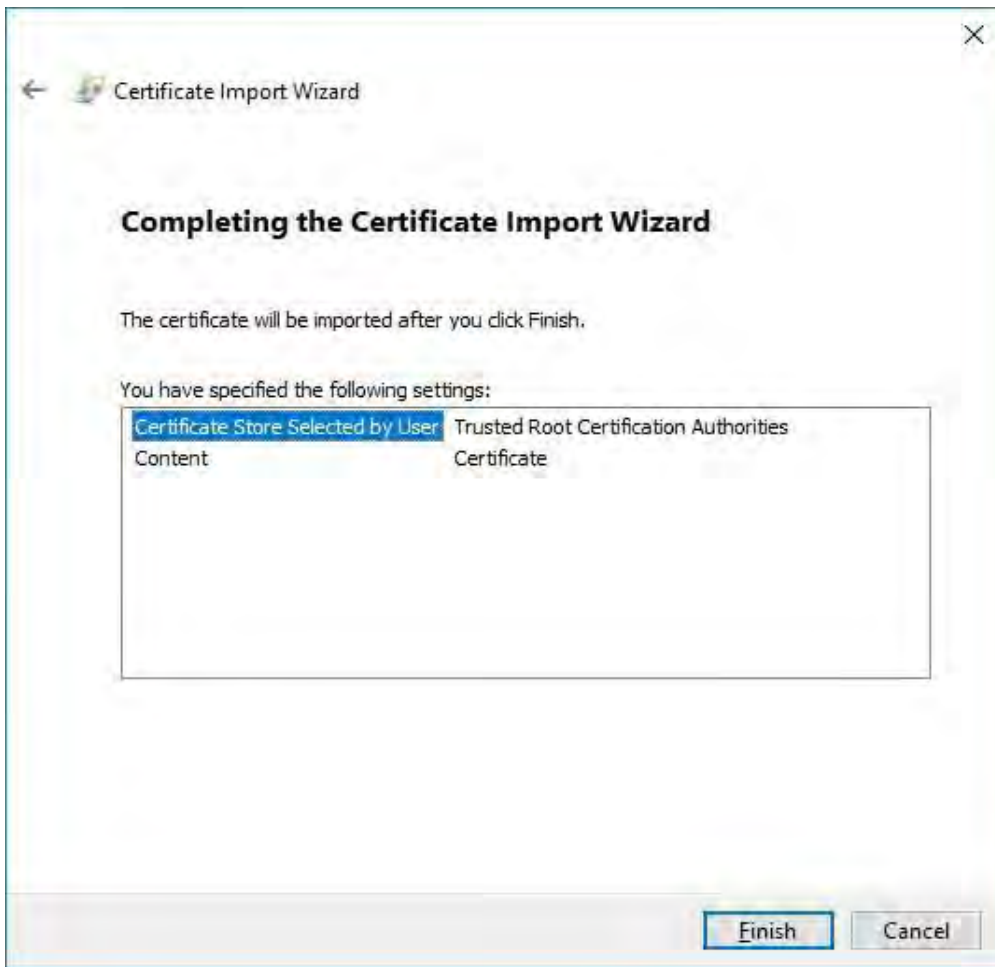 Certificate Import Wizard
Completing the Certificate Import Wizard
The certificate will be imported after you click Finish.
You have specified the following settings:
Certificate Store Selected by User Trusted Root Certification Authorities
Content Certificate
Finish Cancel